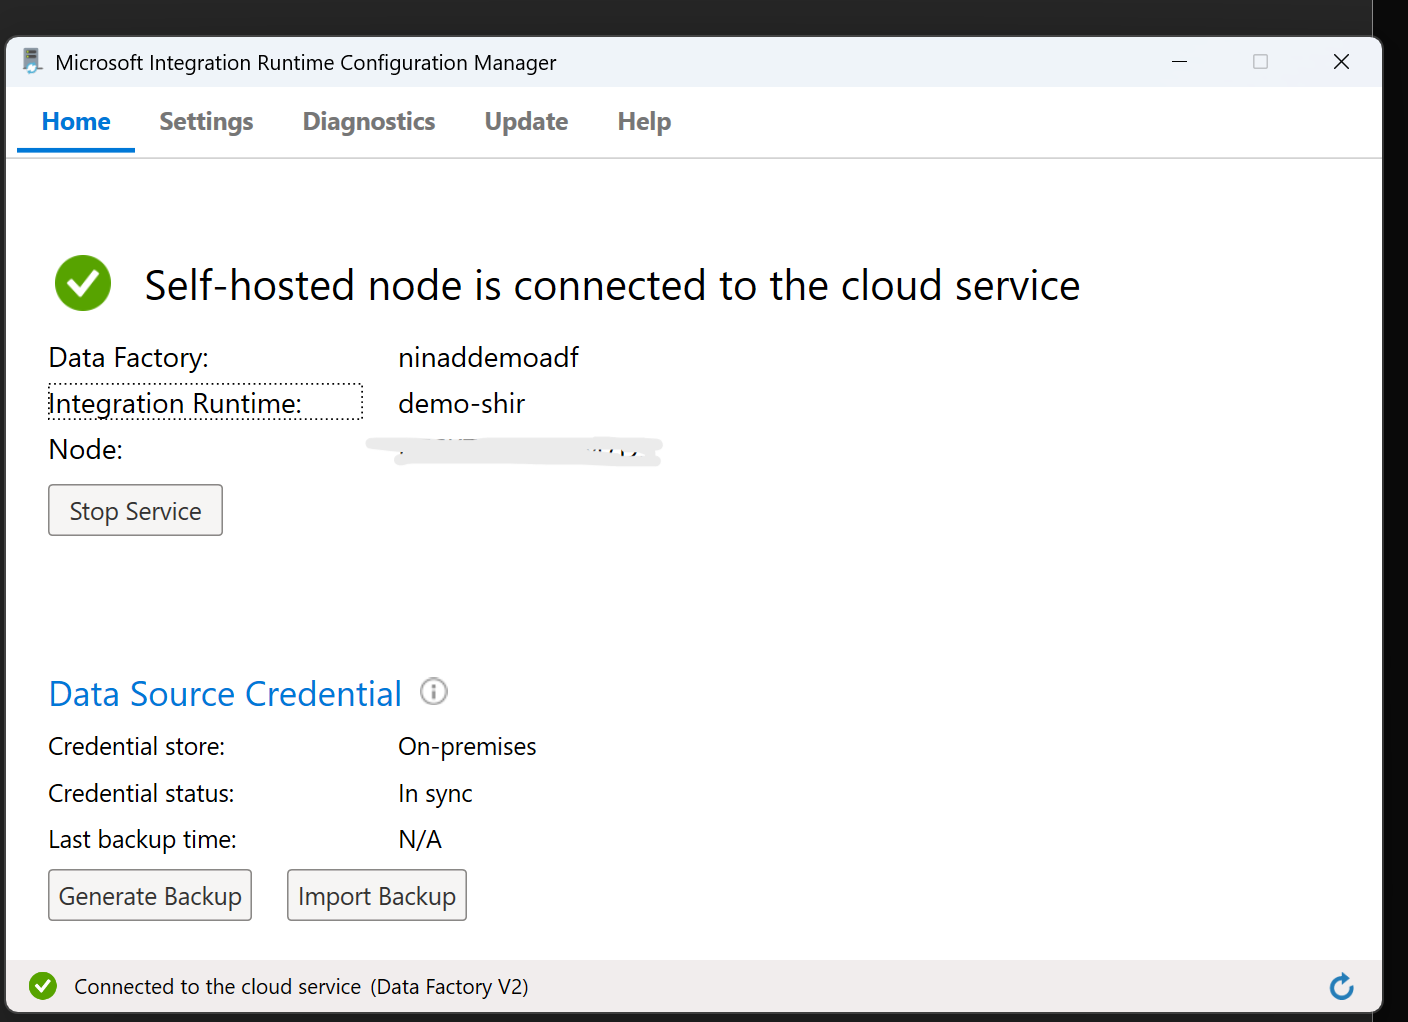 Microsoft Integration Runtime Configuration Manager
Home Settings Diagnostics Update Help
Self-hosted node is connected to the cloud service
Data Factory: ninaddemoadf
Integration Runtime: demo-shir
Node:
Stop Service
Data Source Credential
Credential store: On-premises
Credential status: In sync
Last backup time: N/A
Generate Backup Import Backup
Connected to the cloud service (Data Factory V2)